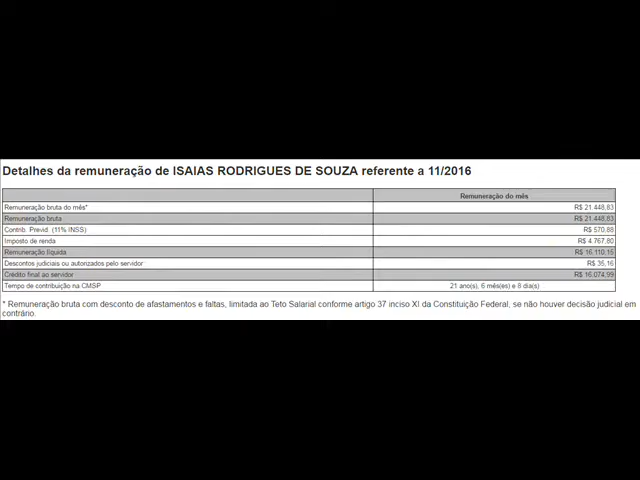 Detalhes da remuneração de ISAIAS RODRIGUES DE SOUZA referente a 11/2016
Remuneração do mês
Remuneração bruta do mês* R$ 21.448,83
Remuneração bruta R$ 21.448,83
Contrib. Previd. (11% INSS) R$ 570,88
Imposto de renda R$ 4.767,80
Remuneração líquida R$ 16.110,15
Descontos judiciais ou autorizados pelo servidor R$ 35,16
Crédito final ao servidor R$ 16.074,99
Tempo de contribuição na CMSP 21 ano(s), 6 mês(es) e 8 dia(s)
* Remuneração bruta com desconto de afastamentos e faltas, limitada ao Teto Salarial conforme artigo 37 inciso XI da Constituição Federal, se não houver decisão judicial em
contrário.